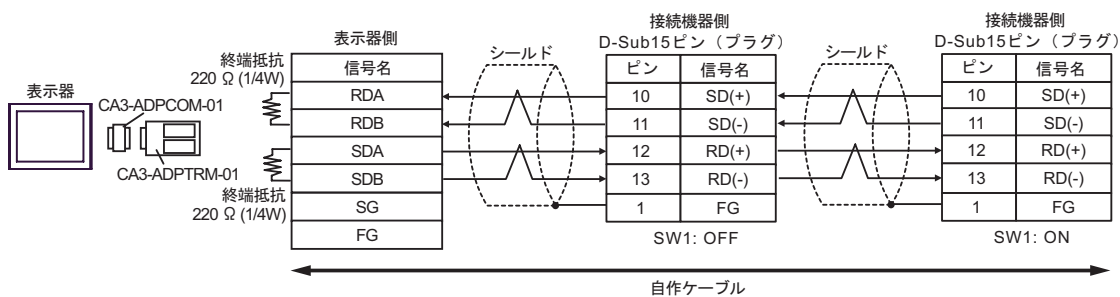 表示器
CA3-ADPCOM-01
CA3-ADPTRM-01
終端抵抗
220 Ω (1/4W)
終端抵抗
220 Ω (1/4W)
表示器側
信号名
RDA
RDB
SDA
SDB
SG
FG
シールド
接続機器側
D-Sub15ピン（プラグ）
ピン 信号名
10 SD(+)
11 SD(-)
12 RD(+)
13 RD(-)
1 FG
SW1: OFF
シールド
接続機器側
D-Sub15ピン（プラグ）
ピン 信号名
10 SD(+)
11 SD(-)
12 RD(+)
13 RD(-)
1 FG
SW1: ON
自作ケーブル